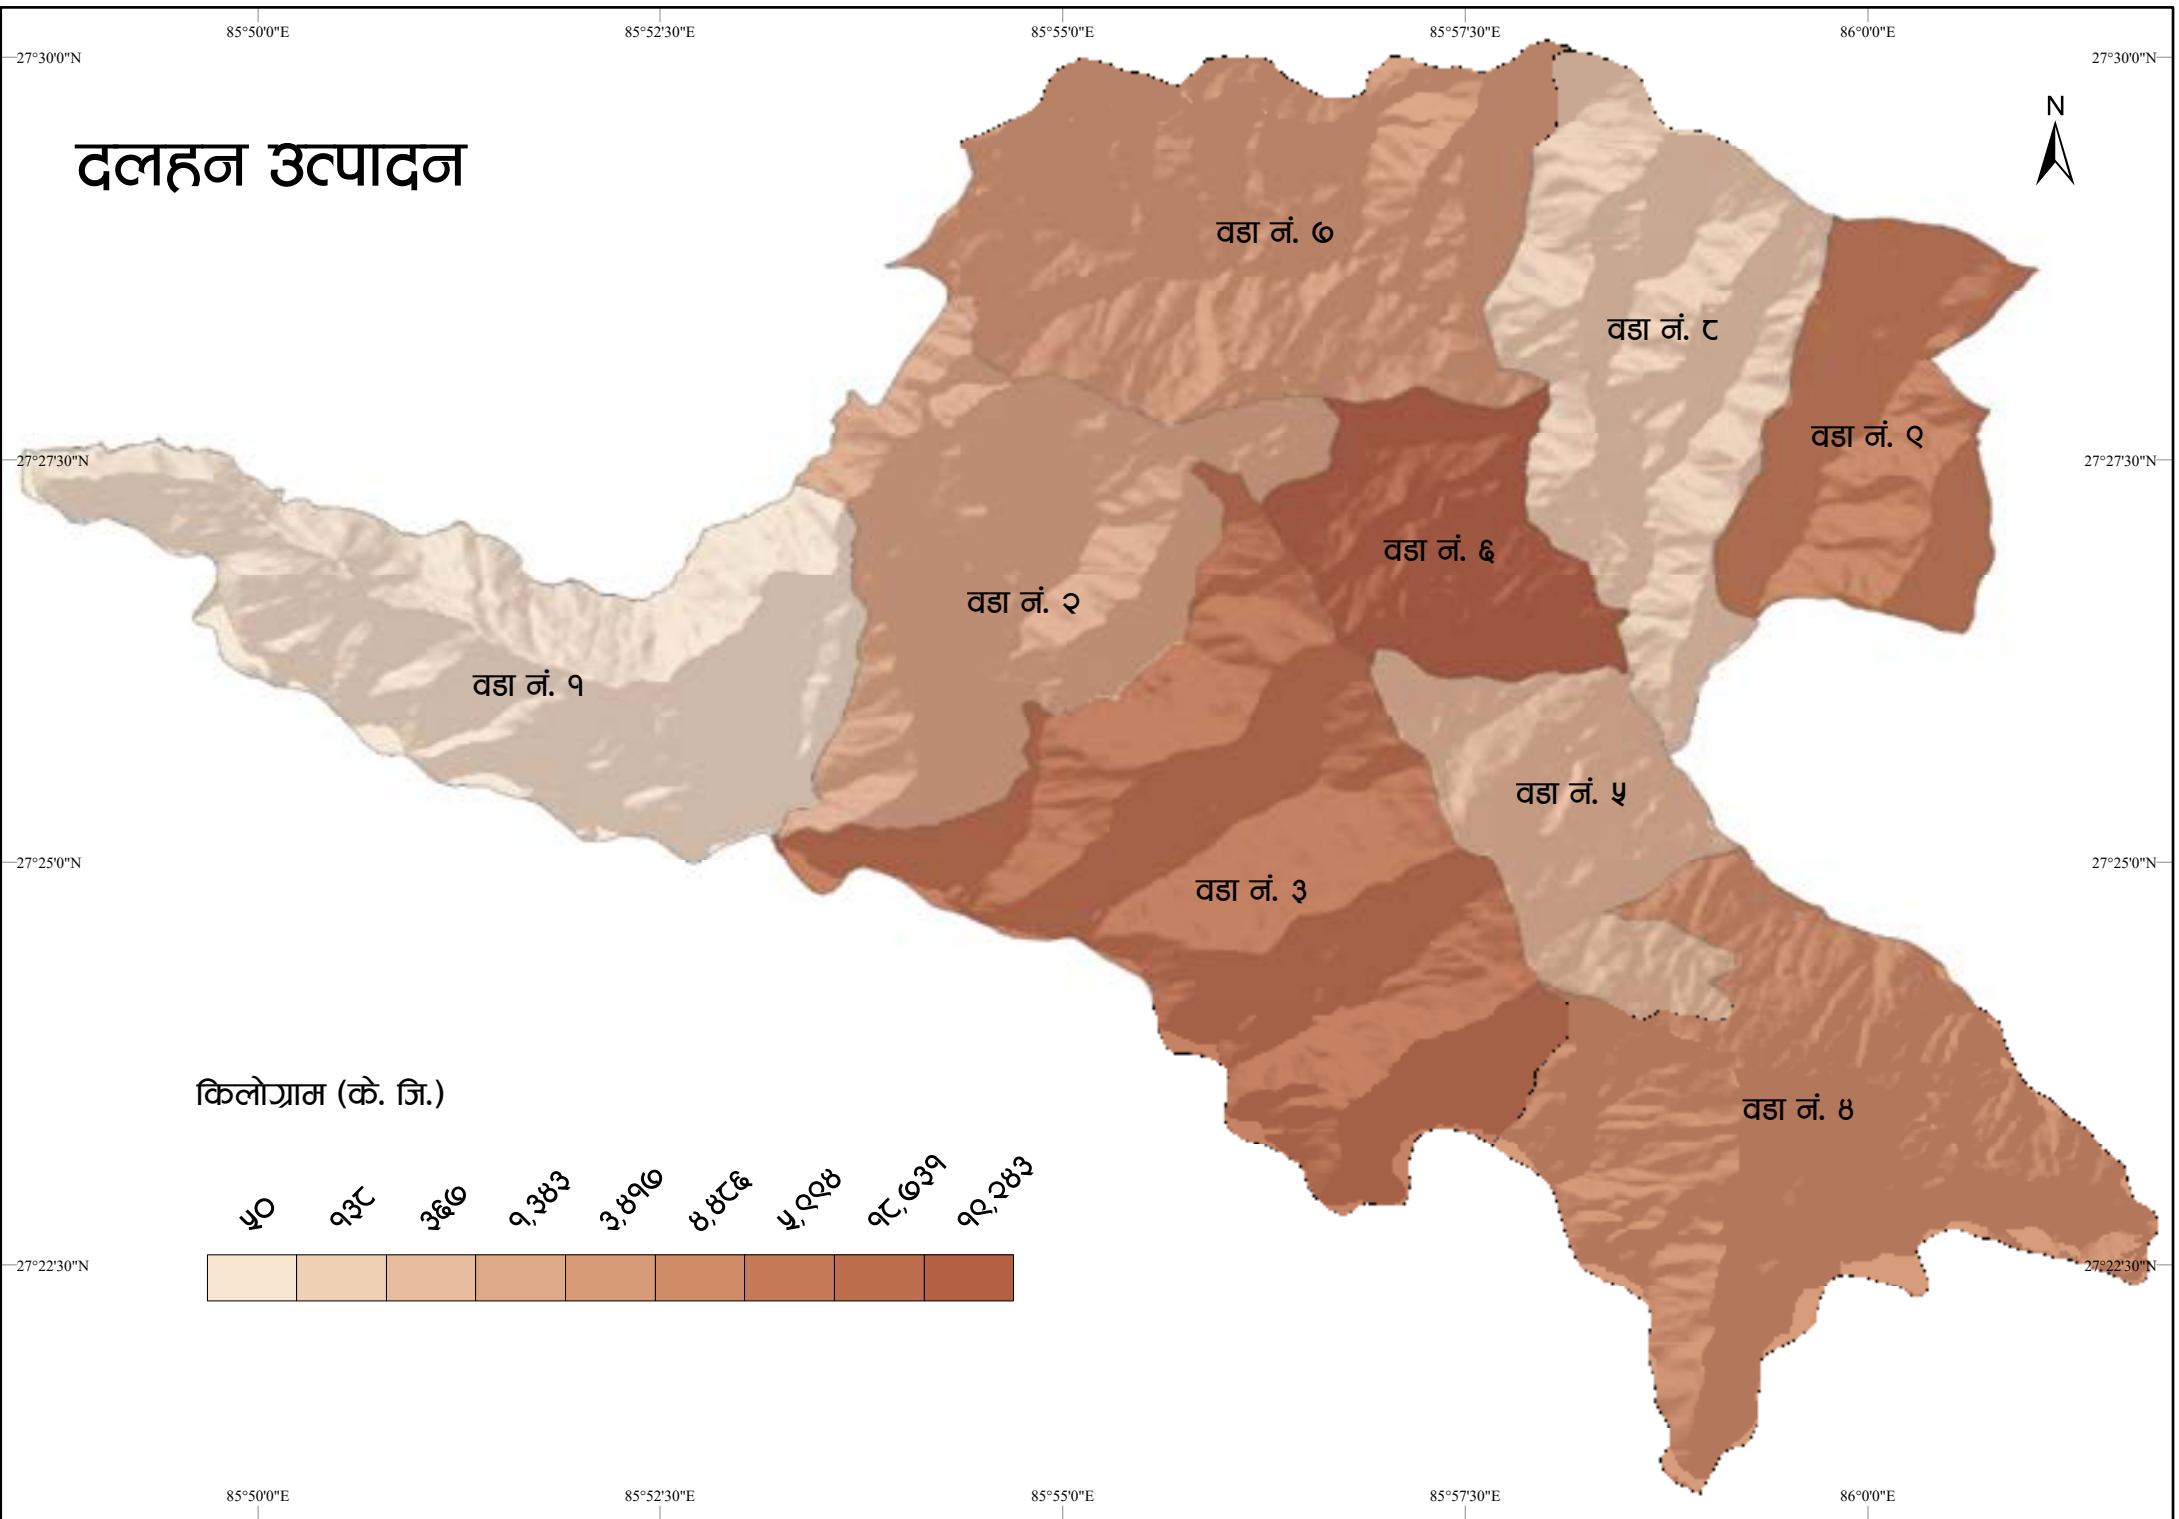 85°50'0"E 85°52'30"E 85°55'0"E 85°57'30"E 86°0'0"E
27°30'0"N 27°30'0"N
N
दलहन उत्पादन
वडा नं. ७
वडा नं. ८
वडा नं. ९
27°27'30"N 27°27'30"N
वडा नं. ६
वडा नं. २
वडा नं. १
वडा नं. ५
27°25'0"N 27°25'0"N
वडा नं. ३
किलोग्राम (के. जि.)
वडा नं. ४
५० १३८ ३६७ १,३४३ ३,४१७ ४,४८६ ५,९९४ १८,७३१ १९,२४३
27°22'30"N 27°22'30"N
85°50'0"E 85°52'30"E 85°55'0"E 85°57'30"E 86°0'0"E